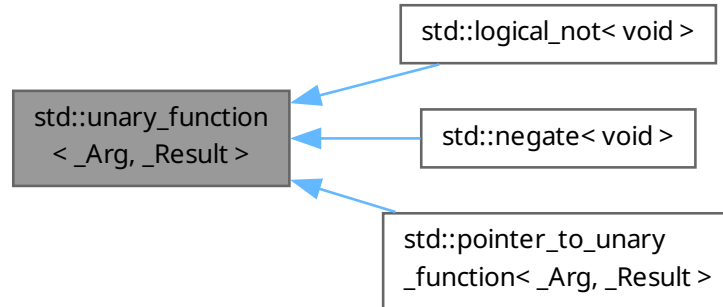 std::logical_not< void >
std::unary_function
< _Arg, _Result >
std::negate< void >
std::pointer_to_unary
_function< _Arg, _Result >